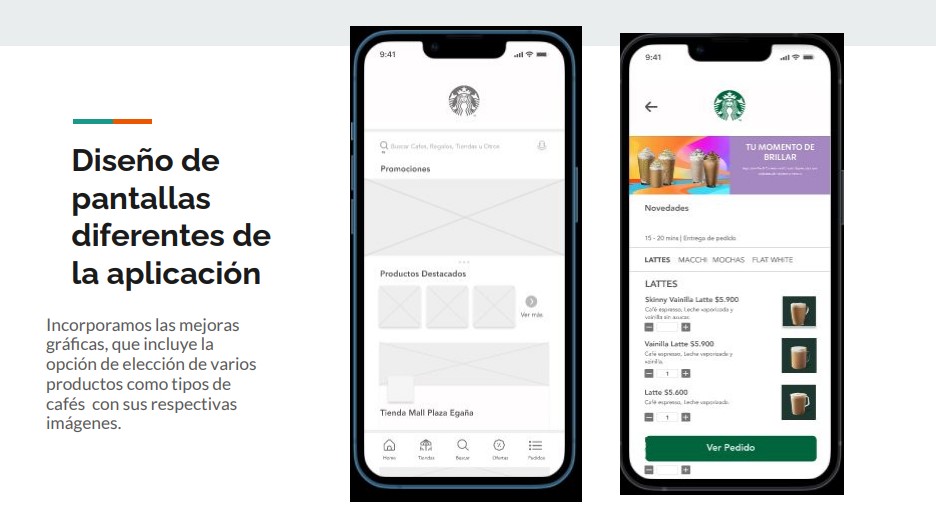 Diseño de
pantallas
diferentes de
la aplicación
Incorporamos las mejoras
gráficas, que incluye la
opción de elección de varios
productos como tipos de
cafés con sus respectivas
imágenes.
9:41
Buscar Cafes, Regalos, Tiendas u Otros
Promociones
Productos Destacados
Ver más
Tienda Mall Plaza Egaña
Home Tiendas Buscar Ofertas Pedidos
9:41
TU MOMENTO DE
BRILLAR
Novedades
15 - 20 mins | Entrega de pedido
LATTES MACCHI MOCHAS FLAT WHITE
LATTES
Skinny Vainilla Latte $5.900
Café espresso, Leche vaporizada y
vainilla sin azucar.
Vainilla Latte $5.900
Café espresso, Leche vaporizada y
vainilla.
1
Latte $5.600
Café espresso, Leche vaporizada.
1
Ver Pedido